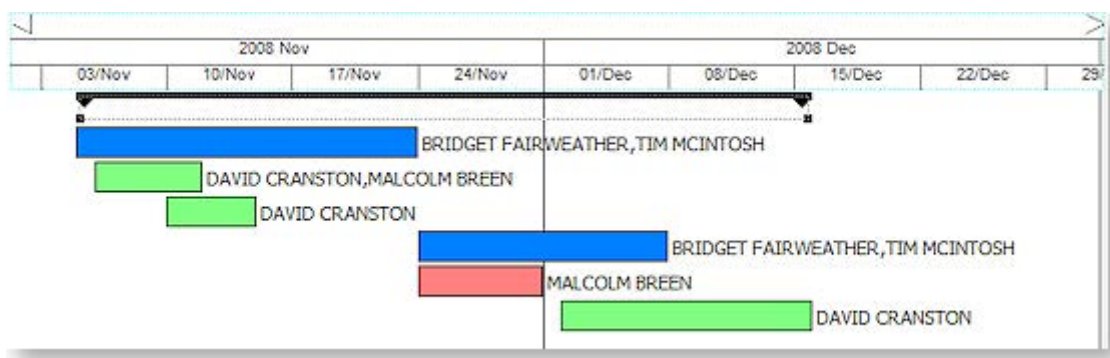 2008 Nov 2008 Dec
03/Nov 10/Nov 17/Nov 24/Nov 01/Dec 08/Dec 15/Dec 22/Dec 29/
BRIDGET FAIRWEATHER,TIM MCINTOSH
DAVID CRANSTON,MALCOLM BREEN
DAVID CRANSTON
BRIDGET FAIRWEATHER,TIM MCINTOSH
MALCOLM BREEN
DAVID CRANSTON